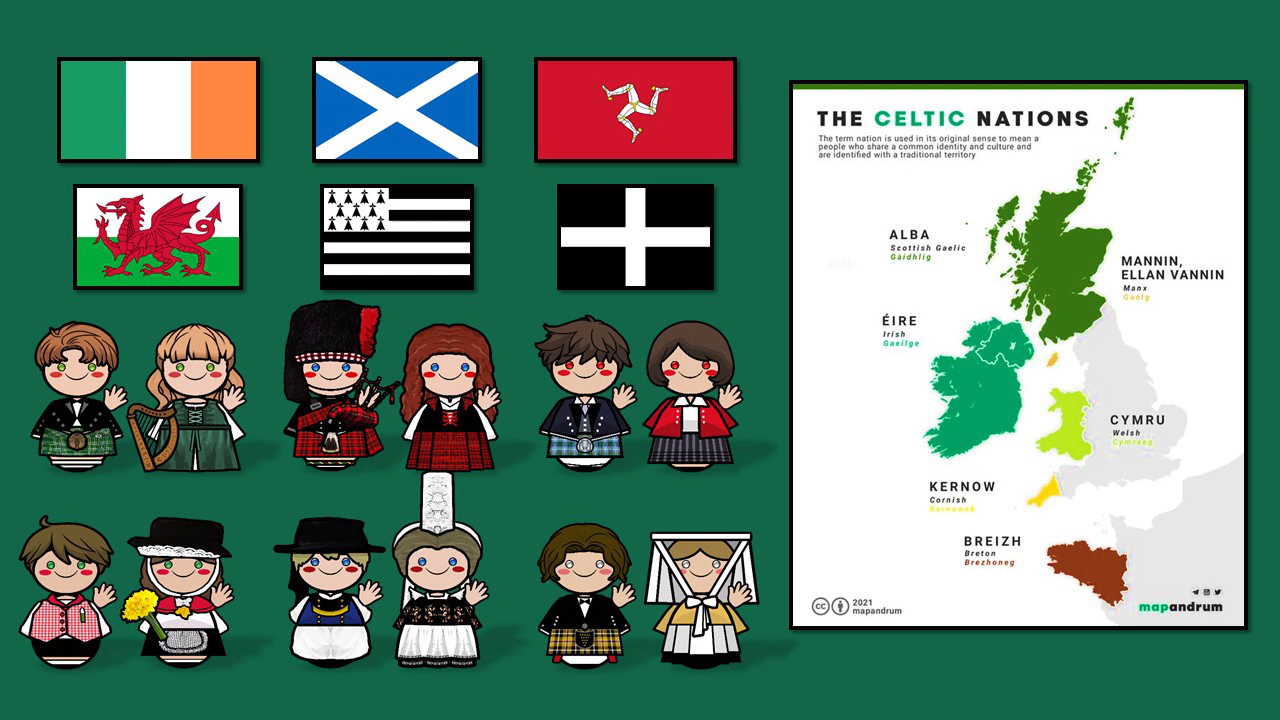 THE CELTIC NATIONS
The term nation is used in its original sense to mean a
people who share a common identity and culture and
are identified with a traditional territory
ALBA
Scottish Gaelic
Gàidhlig
MANNIN,
ELLAN VANNIN
Manx
Gaelg
ÉIRE
Irish
Gaeilge
CYMRU
Welsh
Cymraeg
KERNOW
Cornish
Kernowek
BREIZH
Breton
Brezhoneg
cc 2021
mapandrum
mapandrum